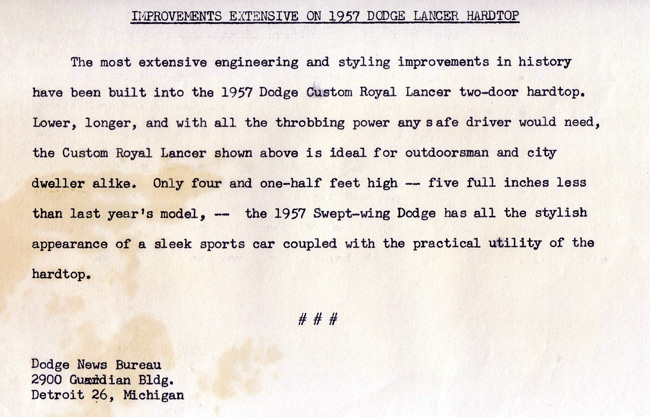 IMPROVEMENTS EXTENSIVE ON 1957 DODGE LANCER HARDTOP
The most extensive engineering and styling improvements in history
have been built into the 1957 Dodge Custom Royal Lancer two-door hardtop.
Lower, longer, and with all the throbbing power any safe driver would need,
the Custom Royal Lancer shown above is ideal for outdoorsman and city
dweller alike. Only four and one-half feet high -- five full inches less
than last year's model, -- the 1957 Swept-wing Dodge has all the stylish
appearance of a sleek sports car coupled with the practical utility of the
hardtop.
# # #
Dodge News Bureau
2900 Guardian Bldg.
Detroit 26, Michigan